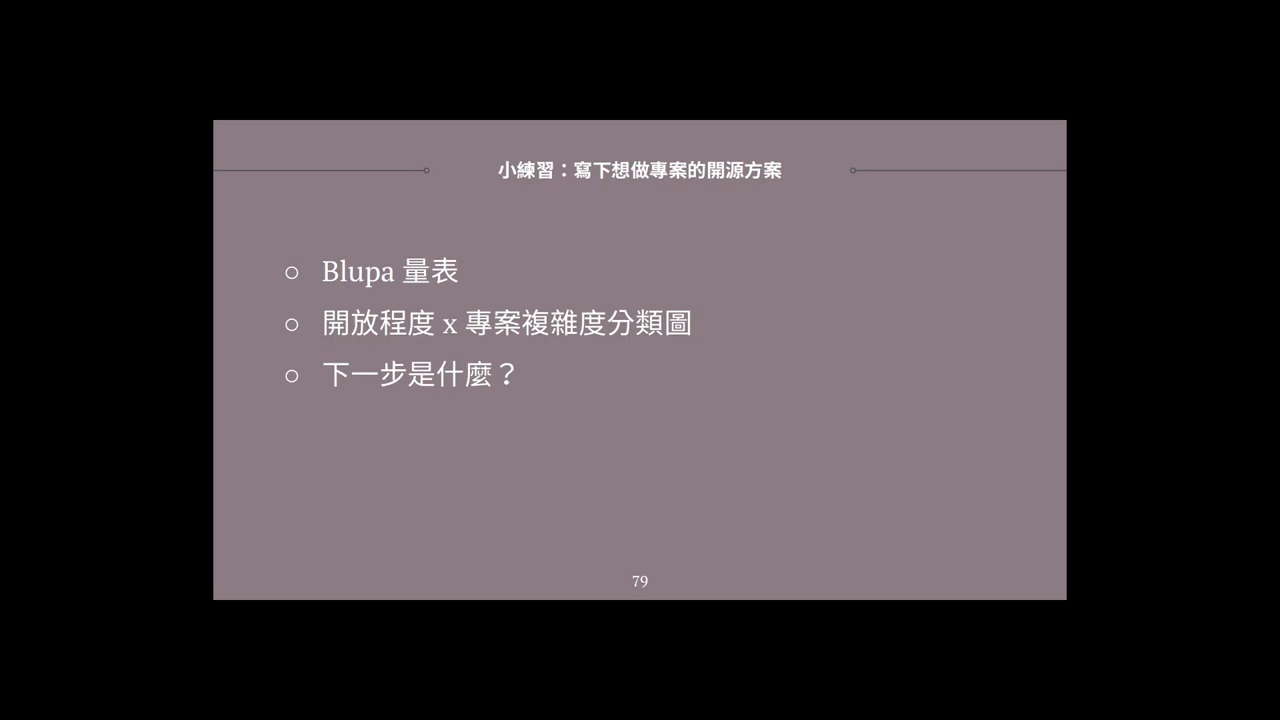 小練習：寫下想做專案的開源方案
○ Blupa 量表
○ 開放程度 x 專案複雜度分類圖
○ 下一步是什麼？
79